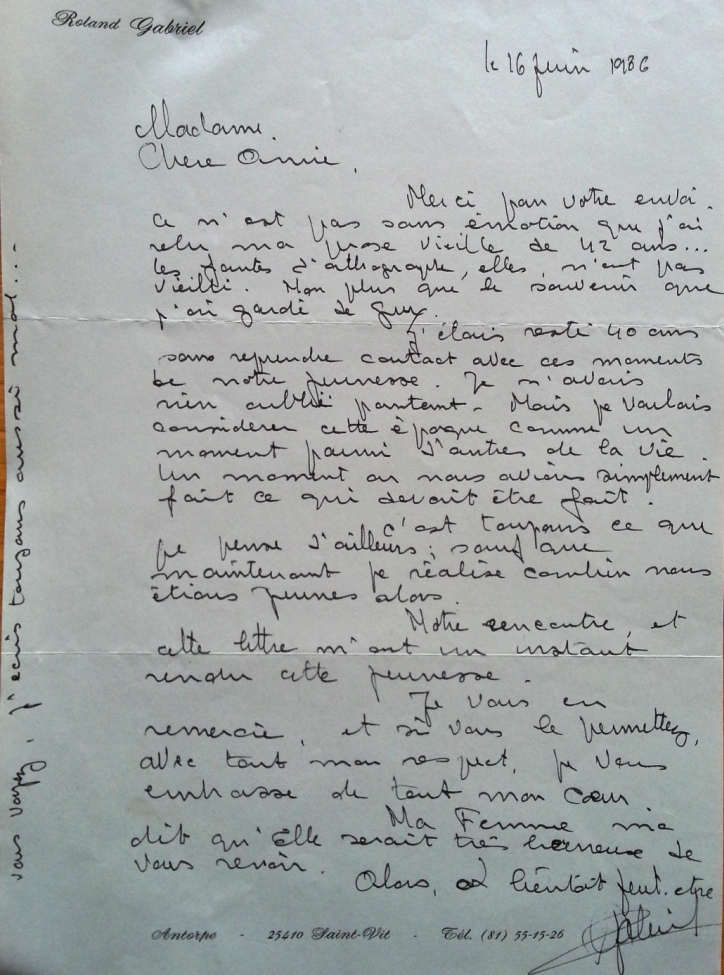 Roland Gabriel
le 16 Juin 1986
Madame.
Chere Amie,
Merci pour votre envoi.
Ce n'est pas sans émotion que j'ai
relu ma prose vieille de 42 ans...
les fautes d'orthographe, elles, n'ont pas
vieilli. Non plus que le souvenir que
j'ai gardé de Guy.
J'étais resté 40 ans
sans reprendre contact avec ces moments
de notre jeunesse. Je n'avais
rien oublié pourtant. Mais je voulais
considérer cette époque comme un
moment parmi d'autres de la vie.
Un moment où nous avions simplement
fait ce qui devait être fait.
C'est toujours ce que
je pense d'ailleurs; sauf que
maintenant je réalise combien nous
étions jeunes alors.
Notre rencontre, et
cette lettre m'ont un instant
rendu cette jeunesse.
Je vous en
remercie, et si vous le permettez,
avec tout mon respect, je vous
embrasse de tout mon cœur.
Ma Femme me
dit qu'Elle serait très heureuse de
vous revoir.
Alors, à bientôt peut.etre
Antorpe - 25410 Saint-Vit - Tél. (81) 55-15-26
vous voyez, j'écris toujours aussi mal...